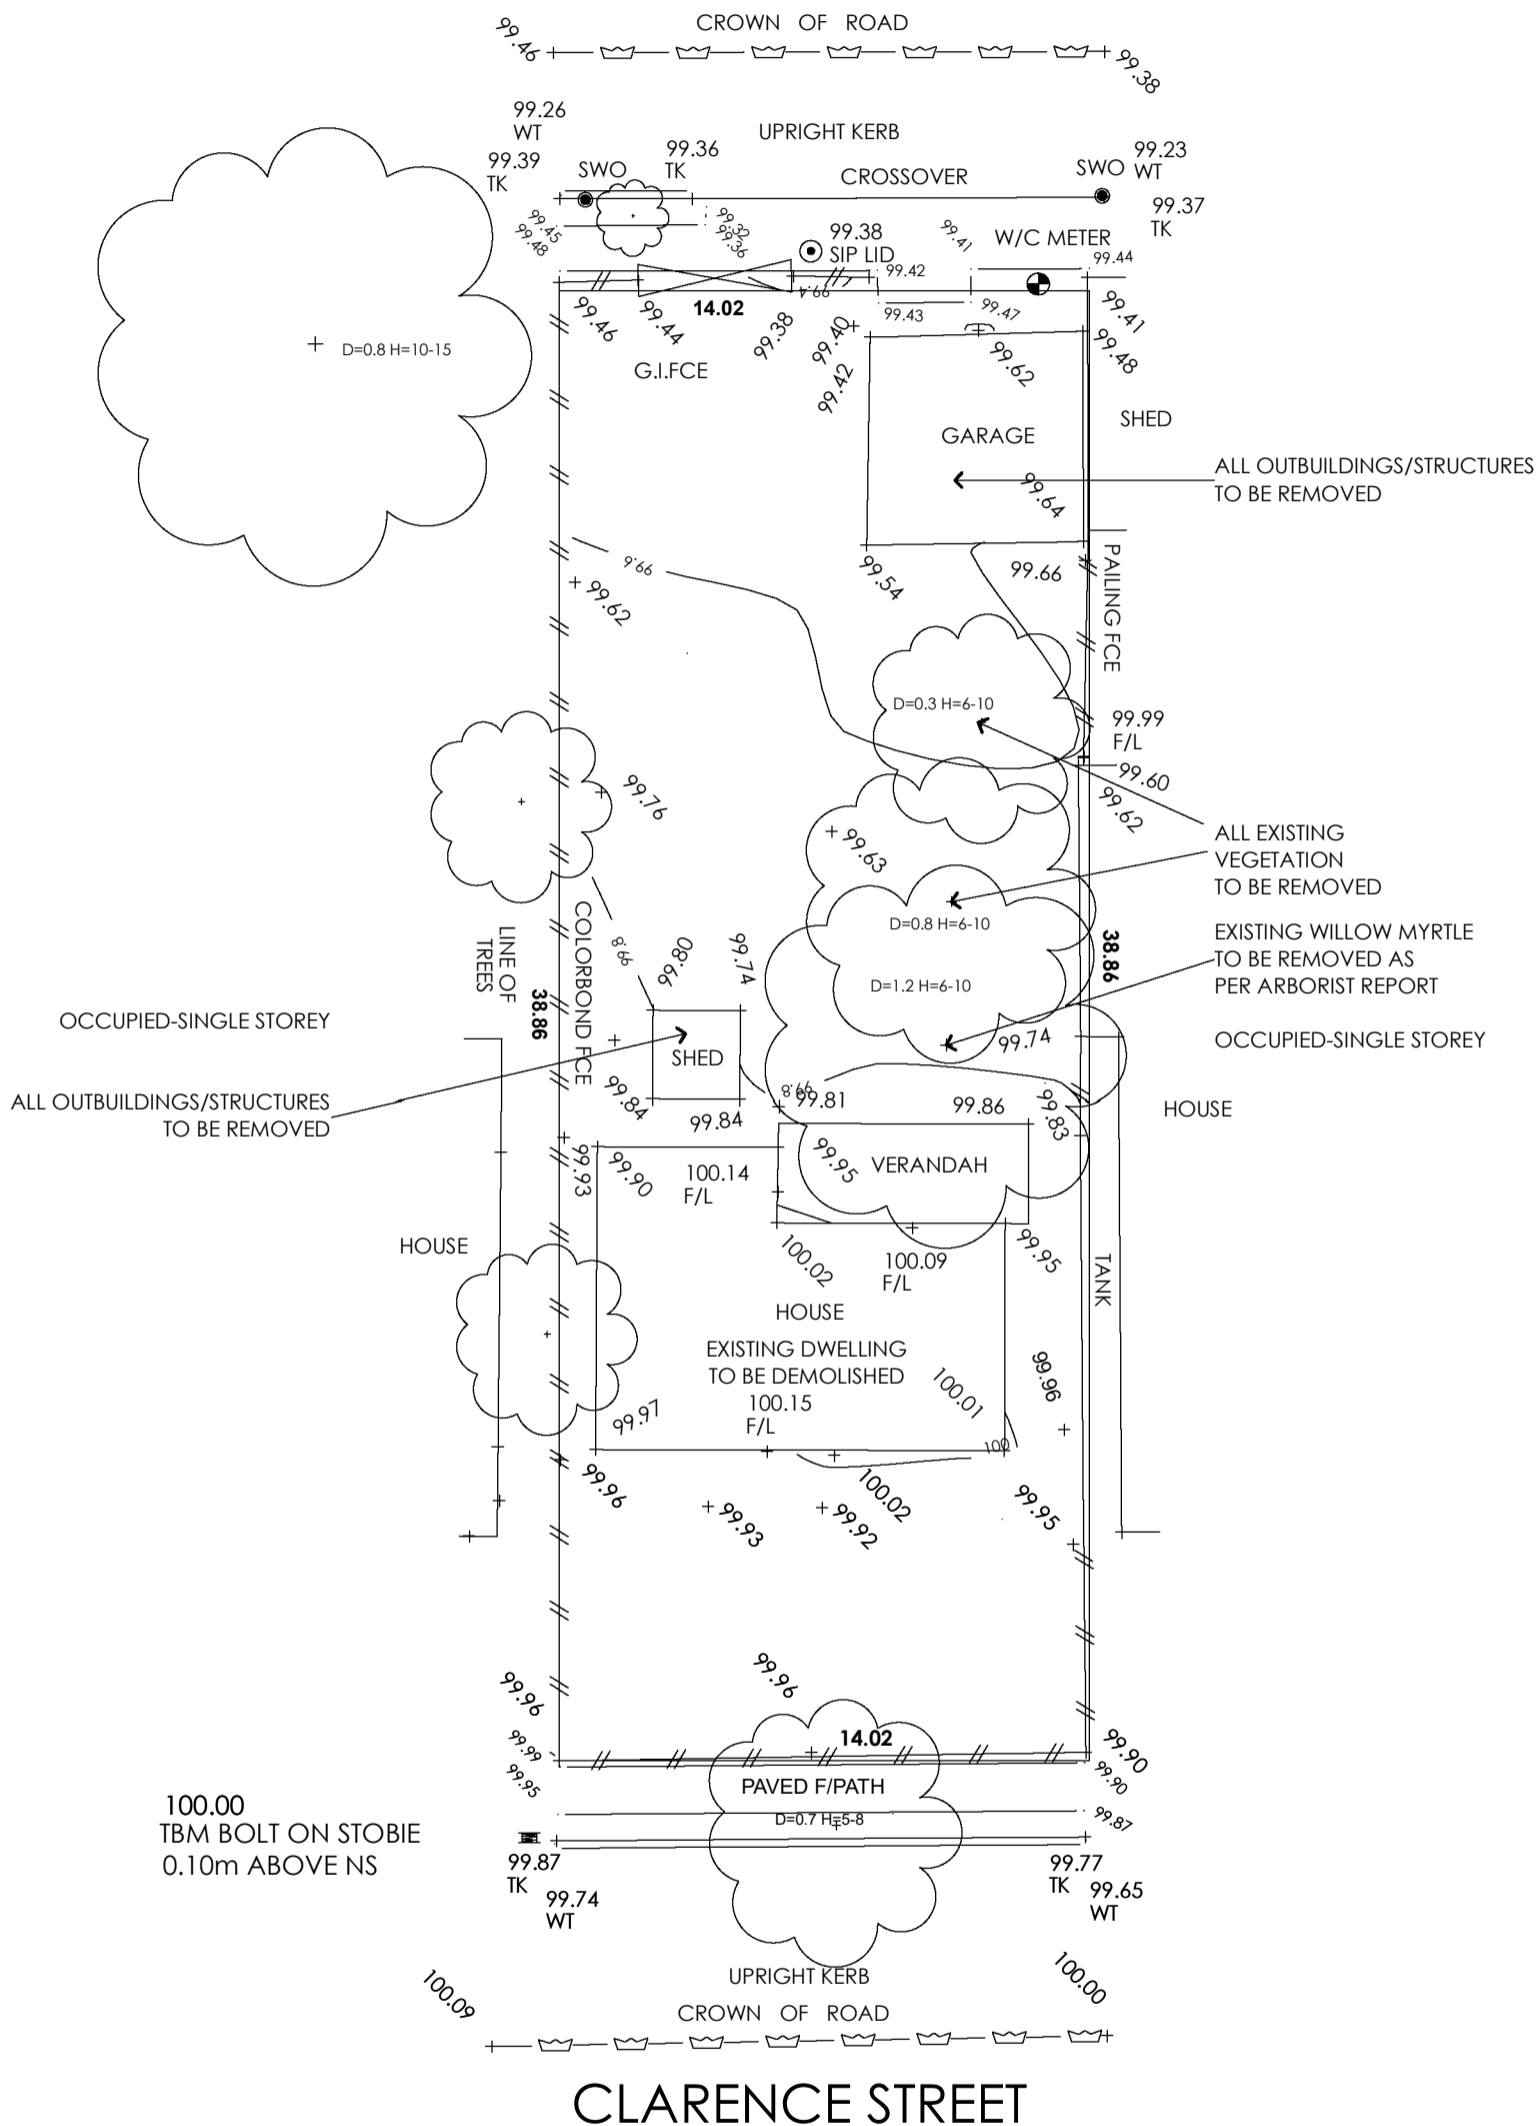 CROWN OF ROAD
99.46
99.38
99.26
WT
UPRIGHT KERB
99.39
TK
SWO
99.36
TK
CROSSOVER
SWO
99.23
WT
99.37
TK
99.45
99.48
99.32
99.36
99.38
SIP LID
99.41
W/C METER
99.44
99.42
99.4
99.46
99.44
14.02
99.38
99.40
99.43
99.47
99.41
99.42
99.62
99.48
G.I.FCE
SHED
GARAGE
ALL OUTBUILDINGS/STRUCTURES
TO BE REMOVED
99.64
D=0.8 H=10-15
99.6
99.62
99.54
99.66
PAILING FCE
D=0.3 H=6-10
99.99
F/L
99.60
99.62
99.76
99.63
ALL EXISTING
VEGETATION
TO BE REMOVED
D=0.8 H=6-10
EXISTING WILLOW MYRTLE
TO BE REMOVED AS
PER ARBORIST REPORT
38.86
LINE OF
TREES
COLORBOND FCE
99.8
99.80
99.74
D=1.2 H=6-10
38.86
OCCUPIED-SINGLE STOREY
SHED
99.74
OCCUPIED-SINGLE STOREY
ALL OUTBUILDINGS/STRUCTURES
TO BE REMOVED
99.84
99.84
99.8
99.81
99.86
99.83
HOUSE
99.93
99.90
100.14
F/L
99.95
VERANDAH
HOUSE
100.02
100.09
F/L
99.95
TANK
HOUSE
EXISTING DWELLING
TO BE DEMOLISHED
100.15
F/L
99.97
100.01
99.96
100
99.96
99.93
99.92
100.02
99.95
99.96
99.96
14.02
99.99
99.95
99.90
99.90
PAVED F/PATH
D=0.7 H=5-8
99.87
100.00
TBM BOLT ON STOBIE
0.10m ABOVE NS
99.87
TK
99.74
WT
99.77
TK
99.65
WT
UPRIGHT KERB
100.09
100.00
CROWN OF ROAD
CLARENCE STREET